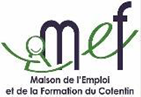 mef
Maison de l'Emploi
et de la Formation du Cotentin